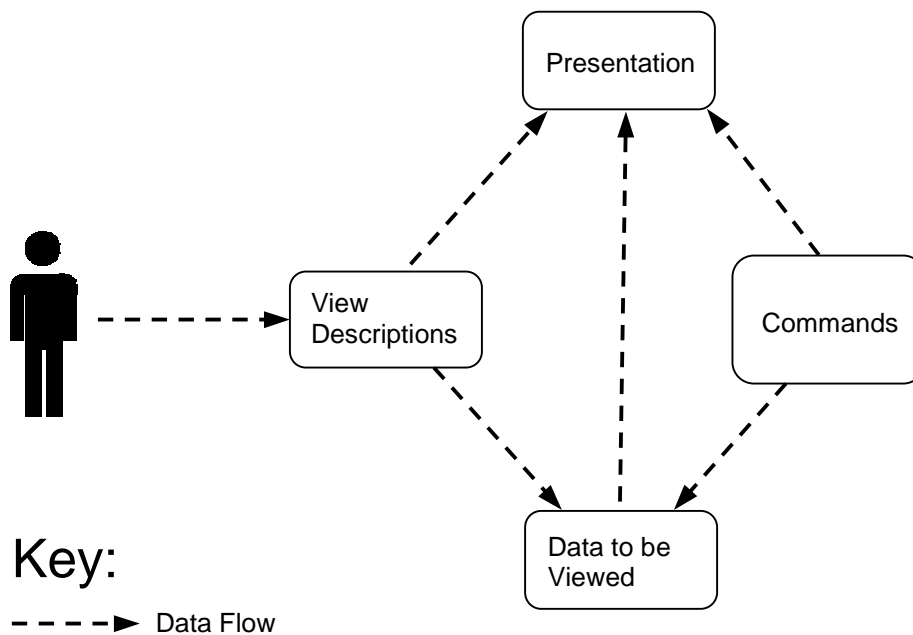 Presentation
View
Descriptions
Commands
Data to be
Viewed
Key:
Data Flow